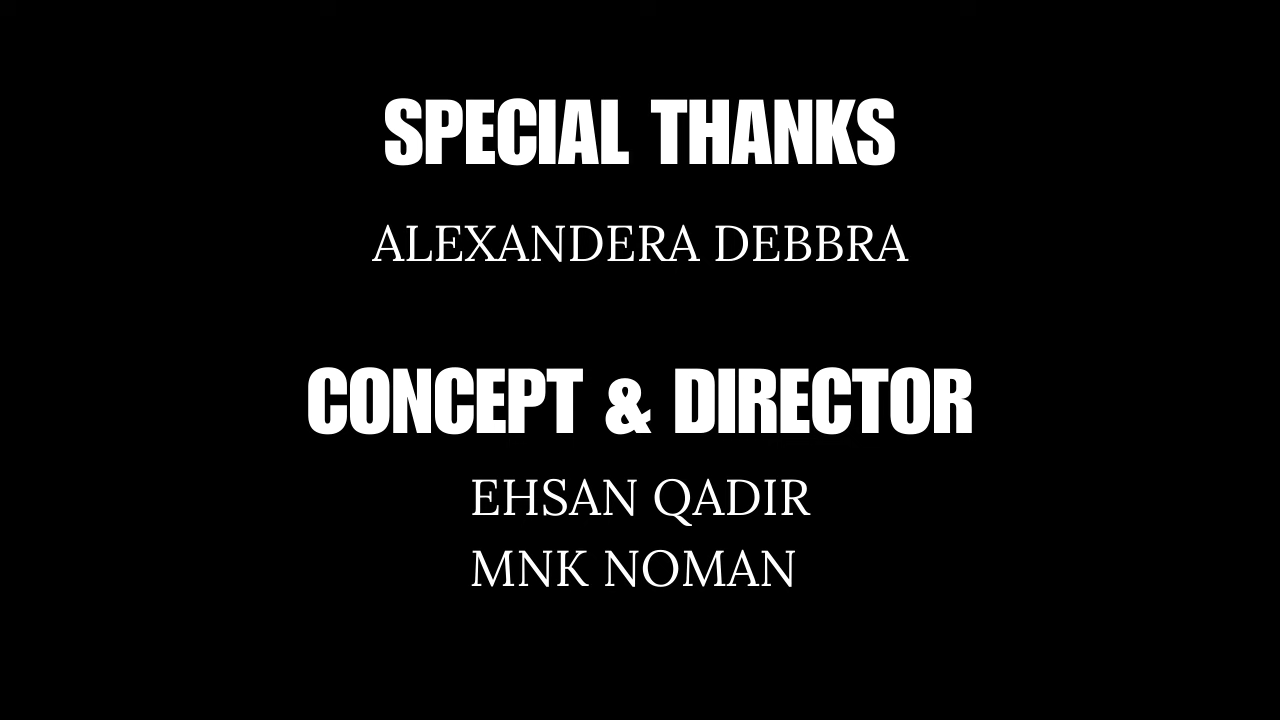 SPECIAL THANKS
ALEXANDERA DEBBRA
CONCEPT & DIRECTOR
EHSAN QADIR
MNK NOMAN